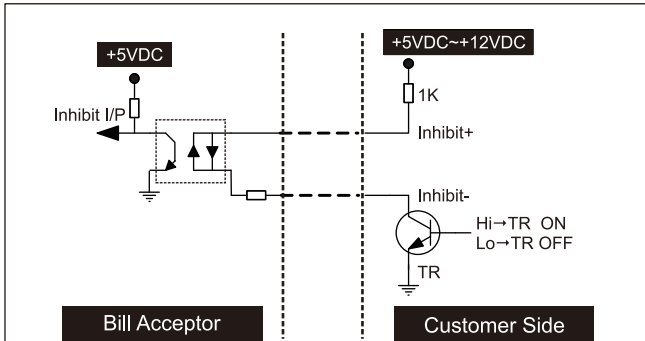 +5VDC
+5VDC~+12VDC
Inhibit I/P
1K
Inhibit+
Inhibit-
Hi→TR ON
Lo→TR OFF
TR
Bill Acceptor
Customer Side